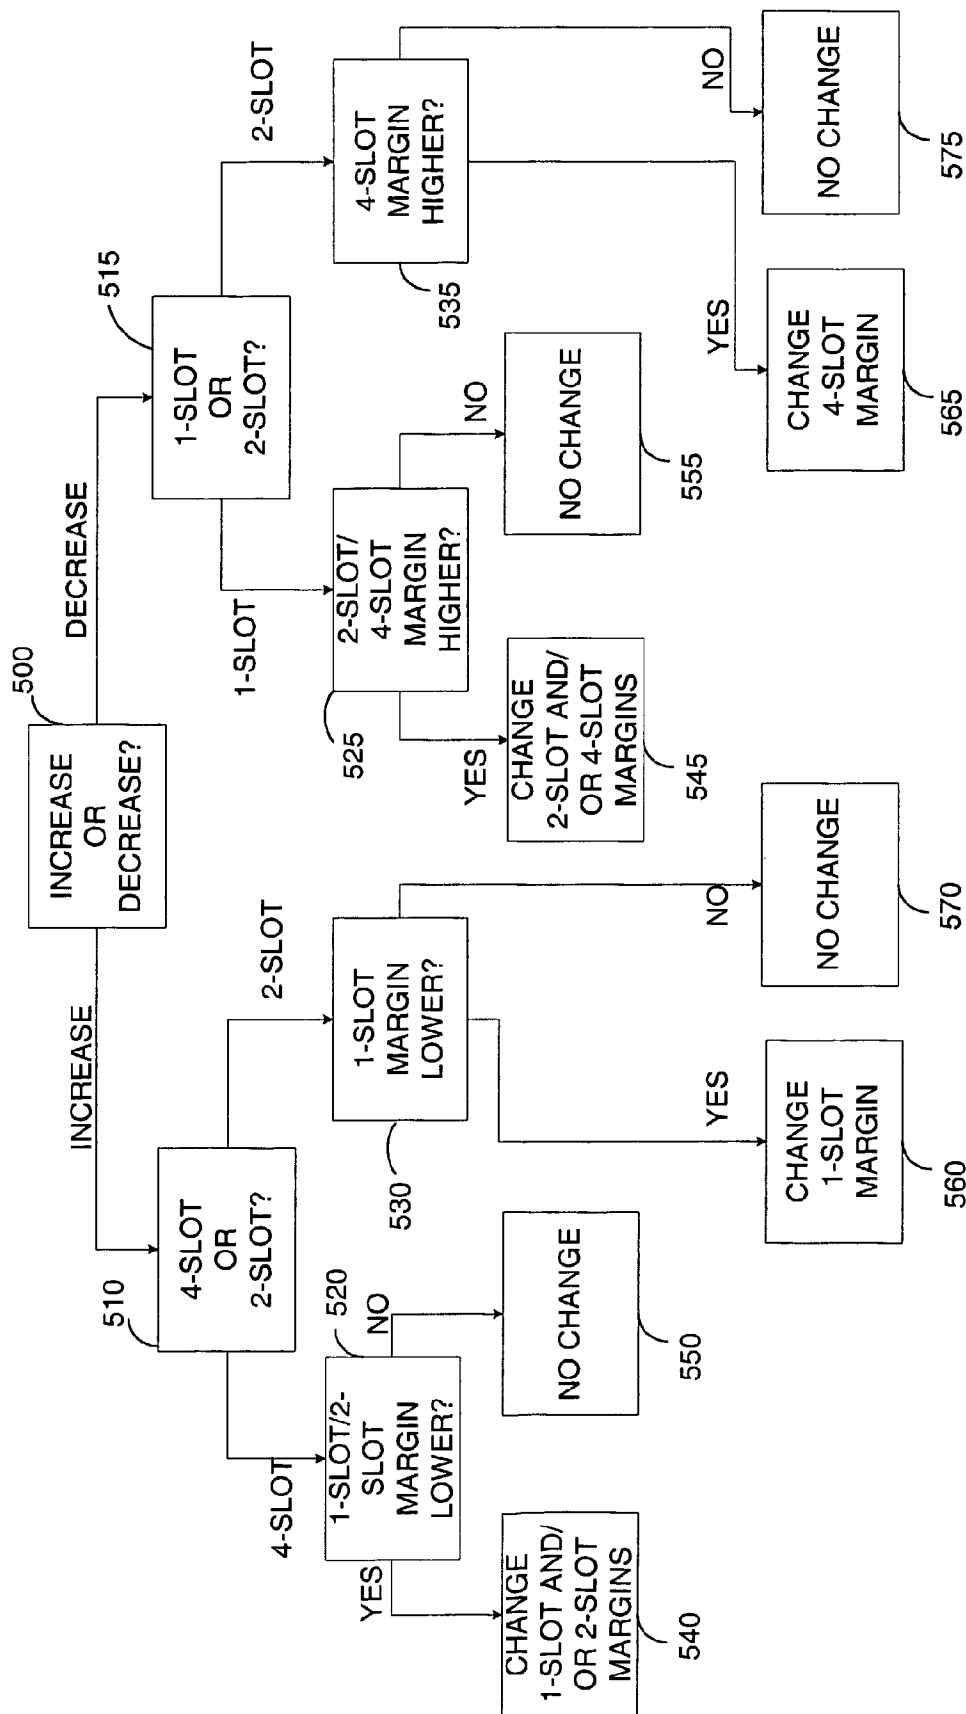 500
INCREASE
OR
DECREASE?
INCREASE
DECREASE
510
4-SLOT
OR
2-SLOT?
515
1-SLOT
OR
2-SLOT?
4-SLOT
2-SLOT
1-SLOT
2-SLOT
520
1-SLOT/2-
SLOT
MARGIN
LOWER?
530
1-SLOT
MARGIN
LOWER?
525
2-SLOT/
4-SLOT
MARGIN
HIGHER?
535
4-SLOT
MARGIN
HIGHER?
YES
NO
YES
NO
YES
NO
YES
NO
CHANGE
1-SLOT AND/
OR 2-SLOT
MARGINS
540
NO CHANGE
550
CHANGE
2-SLOT AND/
OR 4-SLOT
MARGINS
545
NO CHANGE
555
CHANGE
1-SLOT
MARGIN
560
NO CHANGE
570
CHANGE
4-SLOT
MARGIN
565
NO CHANGE
575